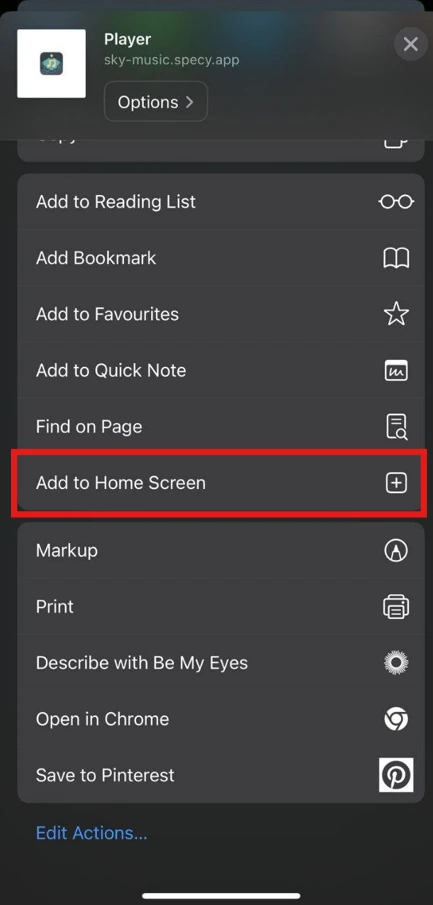 Player
sky-music.specy.app
Options
Add to Reading List
Add Bookmark
Add to Favourites
Add to Quick Note
Find on Page
Add to Home Screen
Markup
Print
Describe with Be My Eyes
Open in Chrome
Save to Pinterest
Edit Actions...